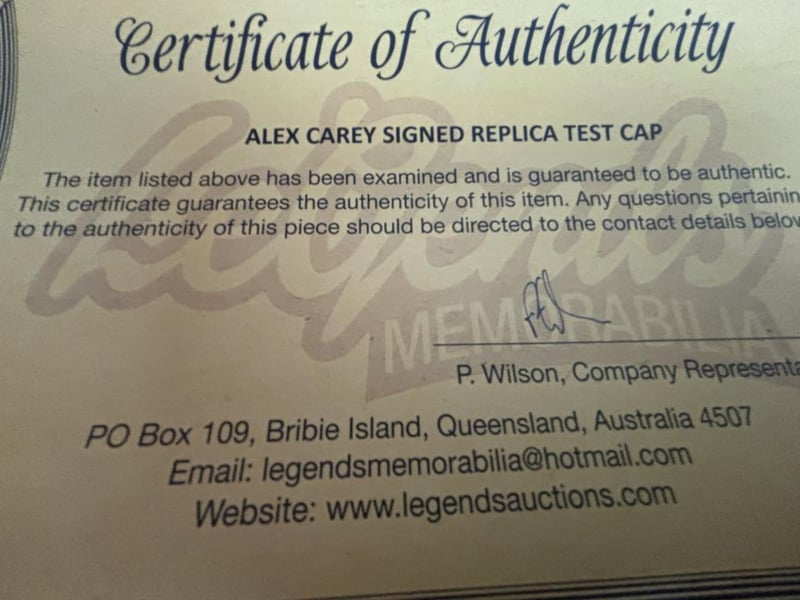 Certificate of Authenticity
ALEX CAREY SIGNED REPLICA TEST CAP
The item listed above has been examined and is guaranteed to be authentic.
This certificate guarantees the authenticity of this item. Any questions pertainin
to the authenticity of this piece should be directed to the contact details below
Legends
MEMORABILIA
P. Wilson, Company Representa
PO Box 109, Bribie Island, Queensland, Australia 4507
Email: legendsmemorabilia@hotmail.com
Website: www.legendsauctions.com